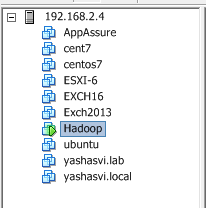 192.168.2.4
AppAssure
cent7
centos7
ESXI-6
EXCH16
Exch2013
Hadoop
ubuntu
yashasvi.lab
yashasvi.local